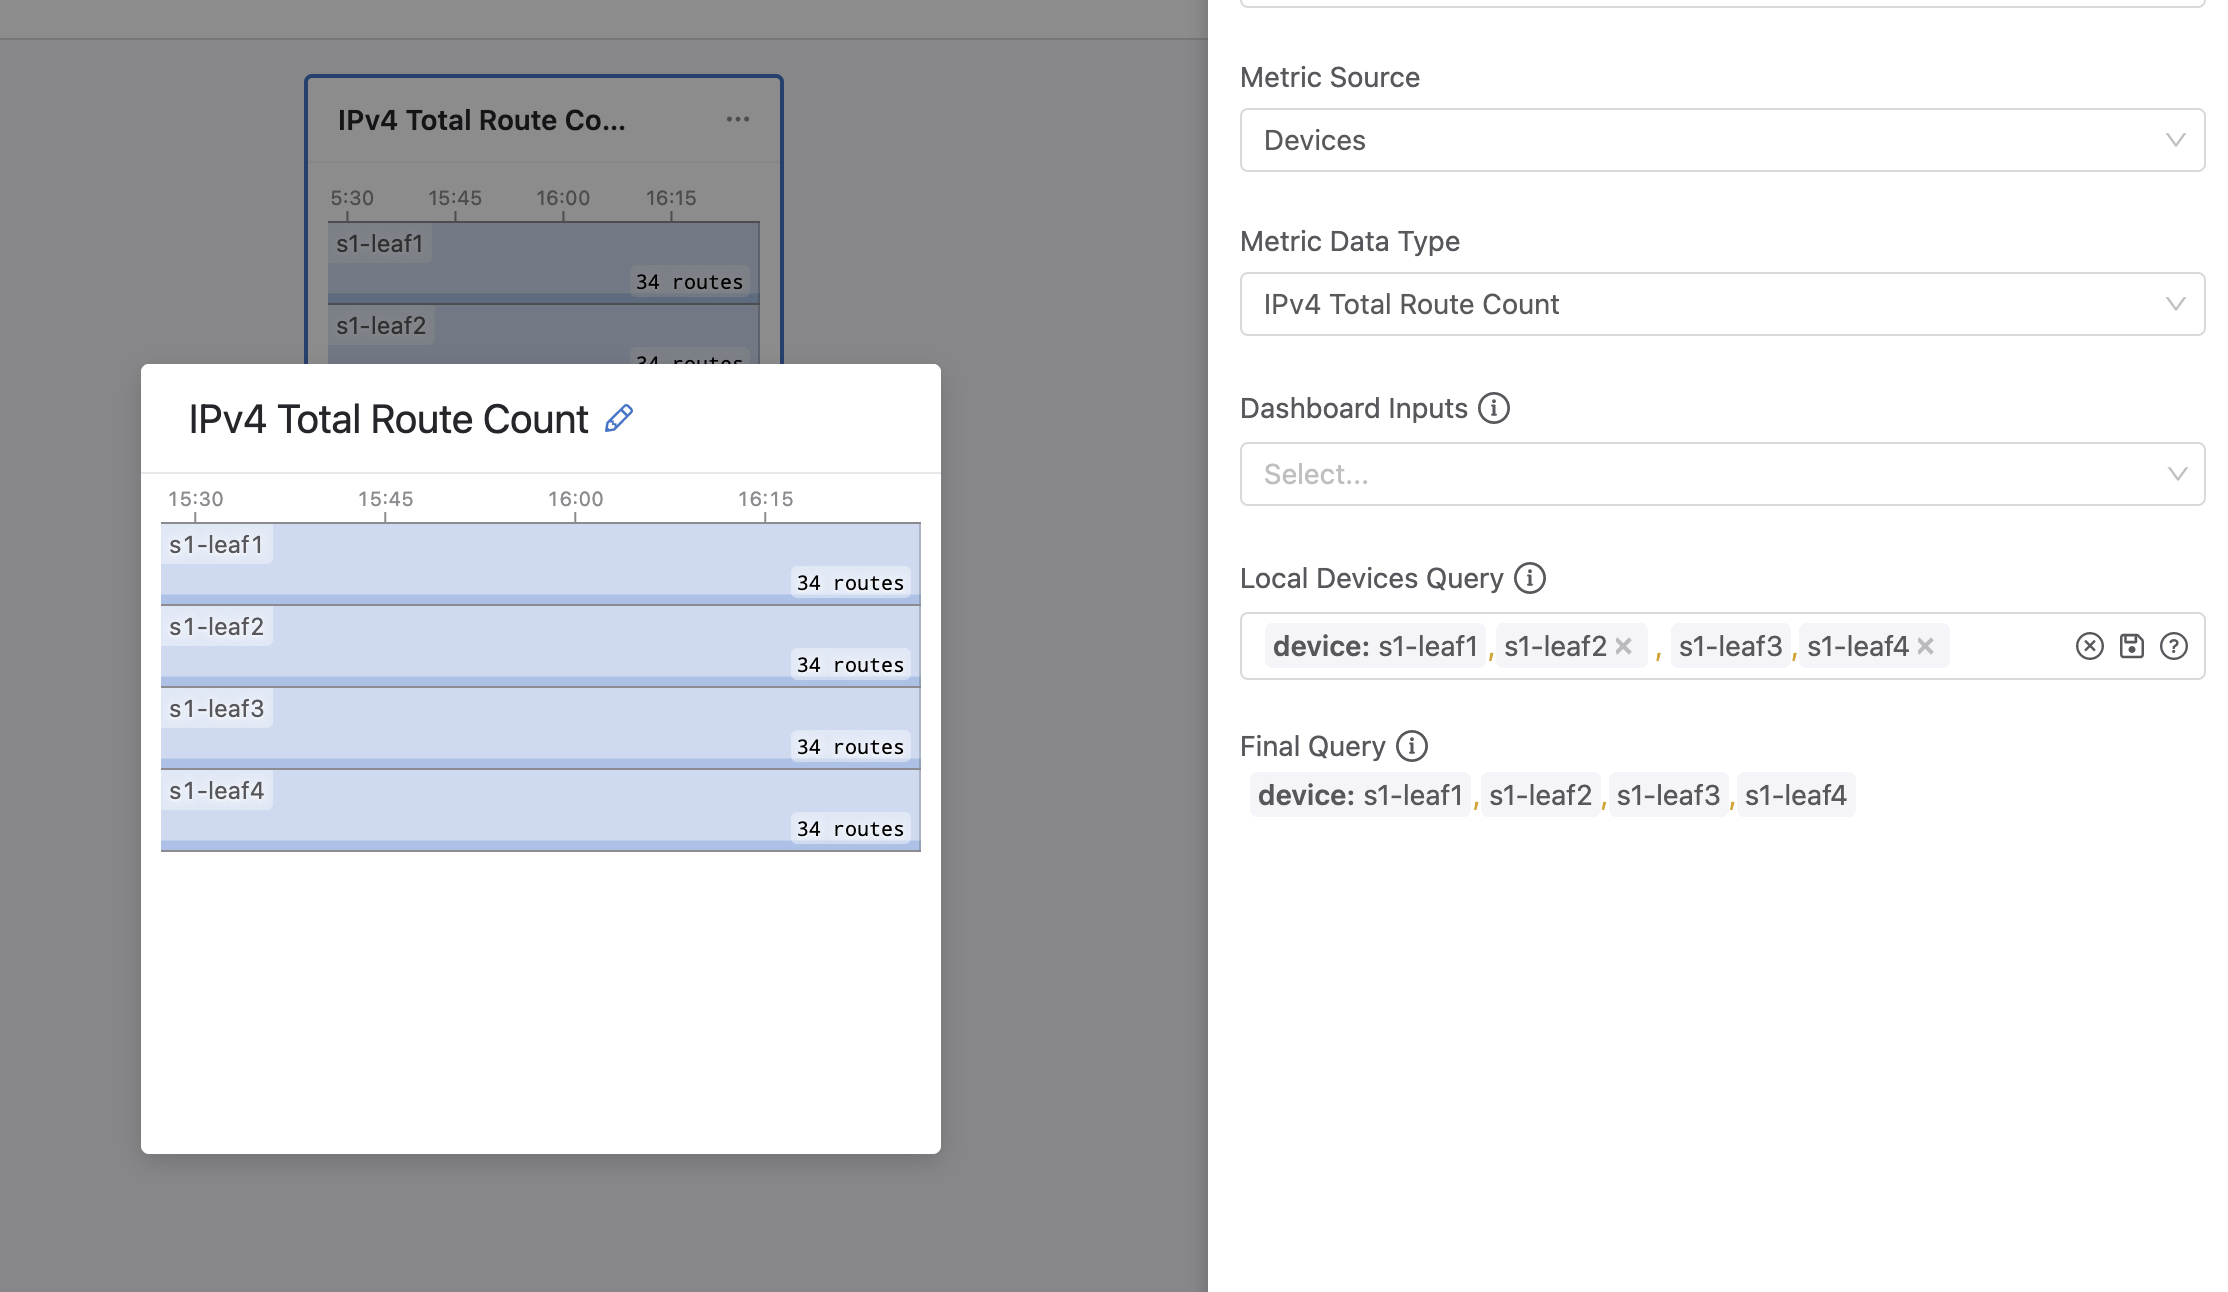 IPv4 Total Route Co...
5:30 15:45 16:00 16:15
s1-leaf1
34 routes
s1-leaf2
34 routes
IPv4 Total Route Count
15:30 15:45 16:00 16:15
s1-leaf1
34 routes
s1-leaf2
34 routes
s1-leaf3
34 routes
s1-leaf4
34 routes
Metric Source
Devices
Metric Data Type
IPv4 Total Route Count
Dashboard Inputs
Select...
Local Devices Query
device: s1-leaf1, s1-leaf2 × , s1-leaf3, s1-leaf4 ×
Final Query
device: s1-leaf1, s1-leaf2, s1-leaf3, s1-leaf4